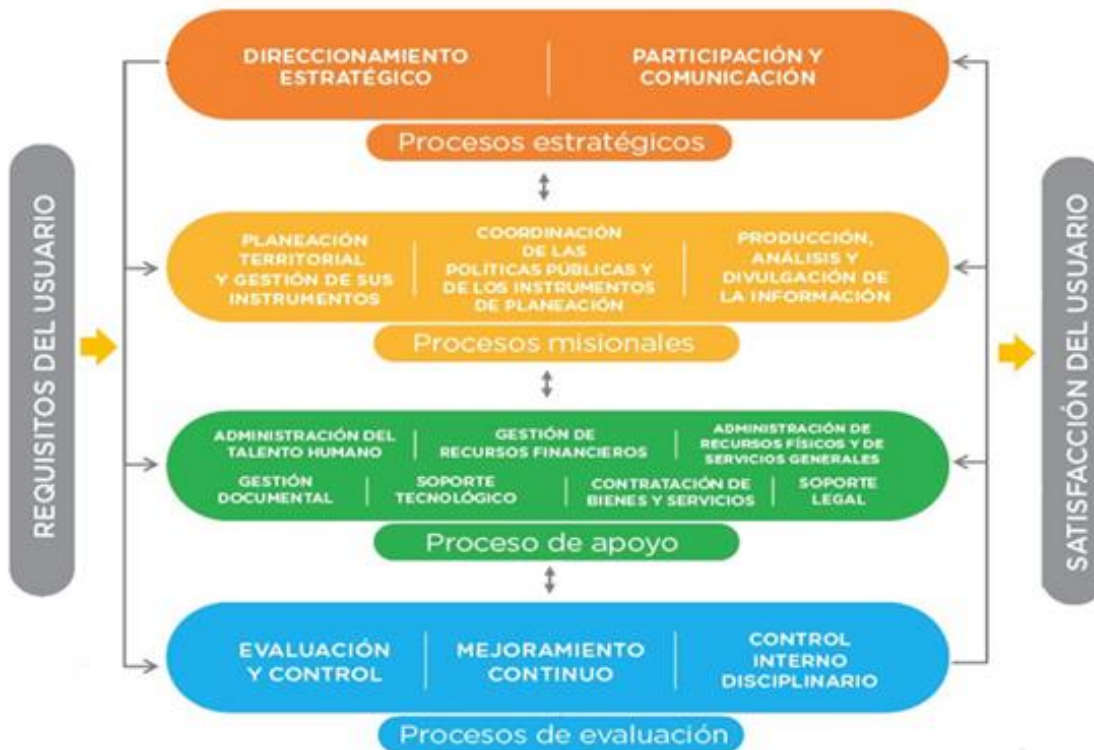 DIRECCIONAMIENTO
ESTRATÉGICO
PARTICIPACIÓN Y
COMUNICACIÓN
Procesos estratégicos
REQUISITOS DEL USUARIO
PLANEACIÓN
TERRITORIAL
Y GESTIÓN DE SUS
INSTRUMENTOS
COORDINACIÓN
DE LAS
POLÍTICAS PÚBLICAS Y
DE LOS INSTRUMENTOS
DE PLANEACIÓN
PRODUCCIÓN,
ANÁLISIS Y
DIVULGACIÓN DE
LA INFORMACIÓN
Procesos misionales
SATISFACCIÓN DEL USUARIO
ADMINISTRACIÓN DEL
TALENTO HUMANO
GESTIÓN DE
RECURSOS FINANCIEROS
ADMINISTRACIÓN DE
RECURSOS FÍSICOS Y DE
SERVICIOS GENERALES
GESTIÓN
DOCUMENTAL
SOPORTE
TECNOLÓGICO
CONTRATACIÓN DE
BIENES Y SERVICIOS
SOPORTE
LEGAL
Proceso de apoyo
EVALUACIÓN
Y CONTROL
MEJORAMIENTO
CONTINUO
CONTROL
INTERNO
DISCIPLINARIO
Procesos de evaluación